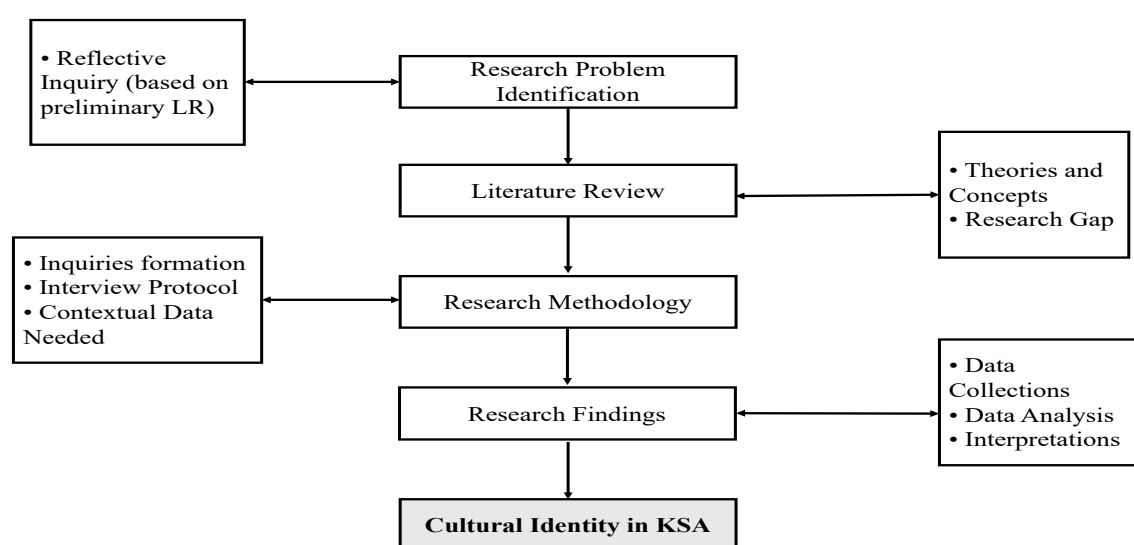 • Reflective
Inquiry (based on
preliminary LR)
Research Problem
Identification
Literature Review
• Theories and
Concepts
• Research Gap
• Inquiries formation
• Interview Protocol
• Contextual Data
Needed
Research Methodology
Research Findings
• Data
Collections
• Data Analysis
• Interpretations
Cultural Identity in KSA